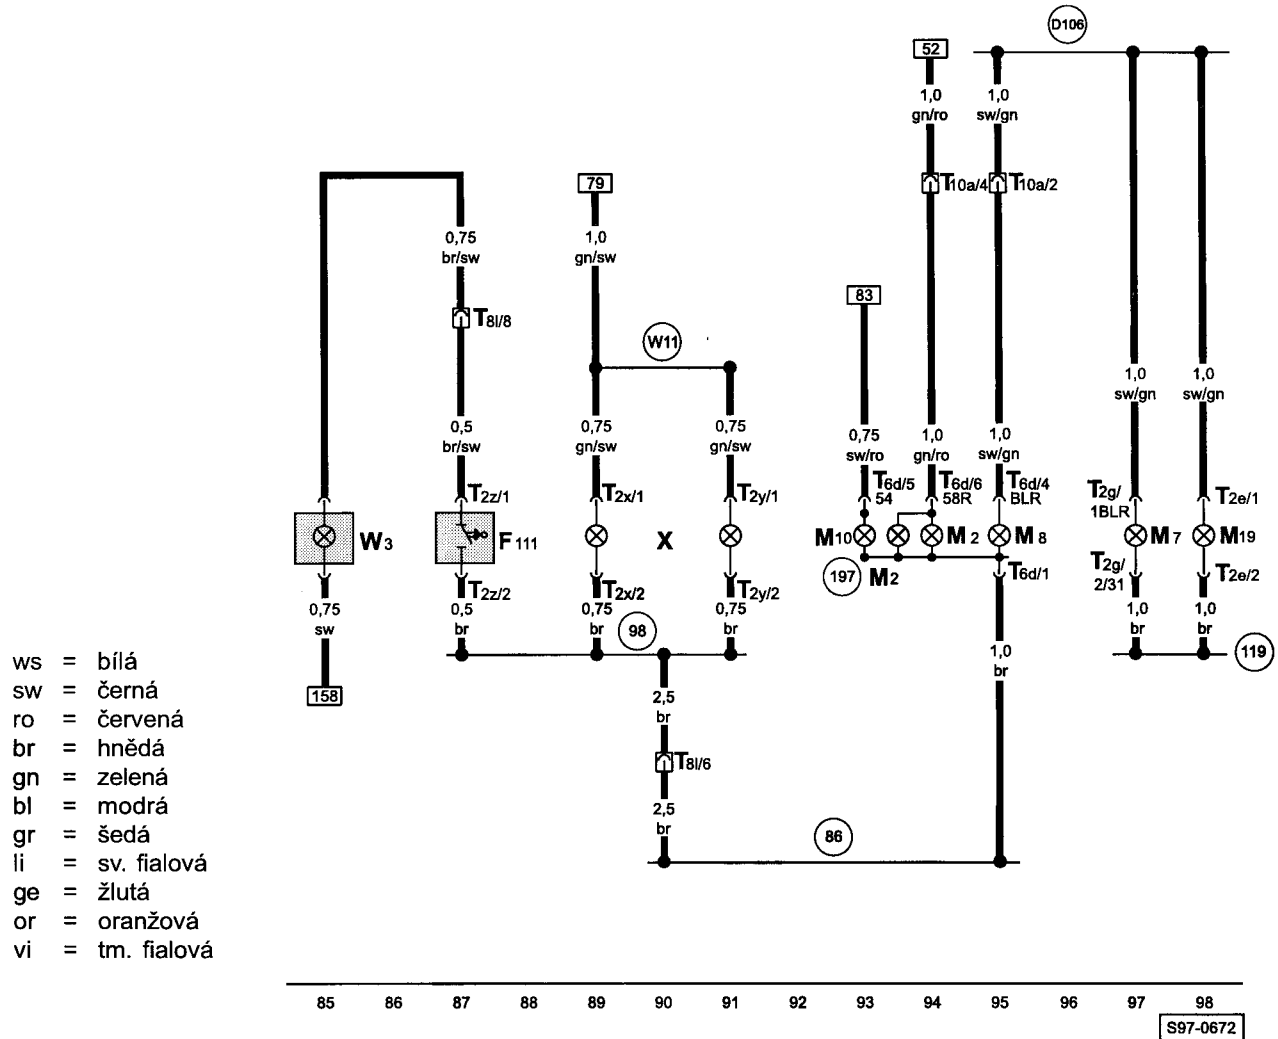 D106
52
1,0 1,0
gn/ro sw/gn
79
T10a/4 T10a/2
0,75 1,0
br/sw gn/sw
83
T8l/8
W11
1,0 1,0
sw/gn sw/gn
0,5 0,75 0,75 0,75 1,0 1,0
br/sw gn/sw gn/sw sw/ro gn/ro sw/gn
T2z/1 T2x/1 T2y/1 T6d/5 T6d/6 T6d/4 T2g/ T2e/1
54 58R BLR 1BLR
W3 F111 X M10 M2 M8 M7 M19
197 M2 T6d/1
T2z/2 T2x/2 T2y/2 T2g/ T2e/2
2/31
0,75 0,5 0,75 0,75 1,0 1,0
sw br br 98 br br br
1,0
br
119
158
2,5
br
T8l/6
2,5
br
86
ws = bílá
sw = černá
ro = červená
br = hnědá
gn = zelená
bl = modrá
gr = šedá
li = sv. fialová
ge = žlutá
or = oranžová
vi = tm. fialová
85 86 87 88 89 90 91 92 93 94 95 96 97 98
S97-0672